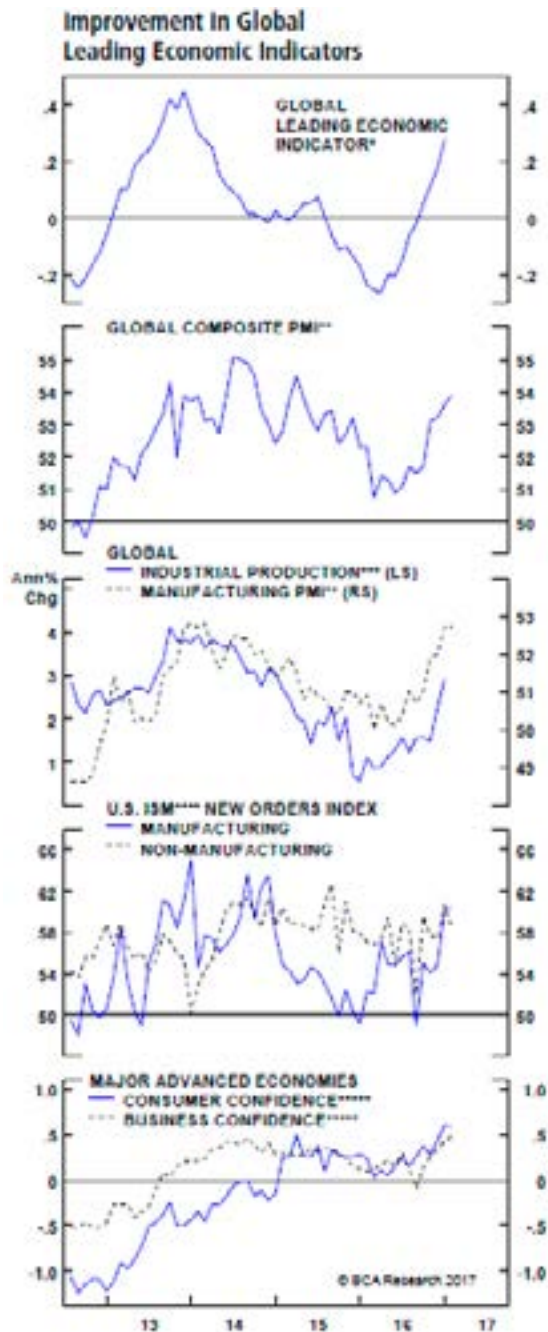 Improvement In Global
Leading Economic Indicators
.4
.2
0
-.2
GLOBAL
LEADING ECONOMIC
INDICATOR*
.4
.2
0
-.2
GLOBAL COMPOSITE PMI**
55
54
53
52
51
50
55
54
53
52
51
50
Ann%
Chg
GLOBAL
INDUSTRIAL PRODUCTION*** (LS)
MANUFACTURING PMI** (RS)
4
3
2
1
53
52
51
50
49
U.S. ISM**** NEW ORDERS INDEX
MANUFACTURING
NON-MANUFACTURING
66
62
58
54
50
66
62
58
54
50
MAJOR ADVANCED ECONOMIES
CONSUMER CONFIDENCE*****
BUSINESS CONFIDENCE*****
1.0
.5
0
-.5
-1.0
1.0
.5
0
-.5
-1.0
© BCA Research 2017
13 14 15 16 17